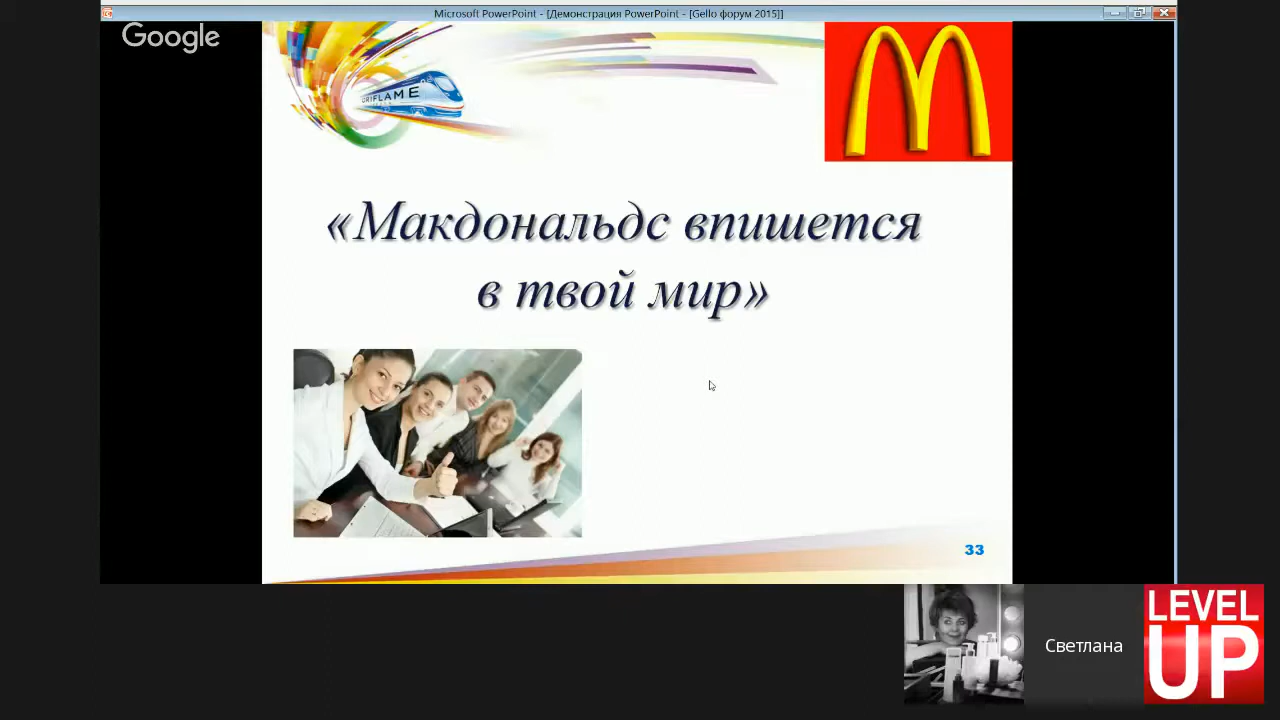 Microsoft PowerPoint - [Демонстрация PowerPoint - [Gello форум 2015]]
Google
ORIFLAME
«Макдональдс впишется
в твой мир»
33
Светлана
LEVEL
UP